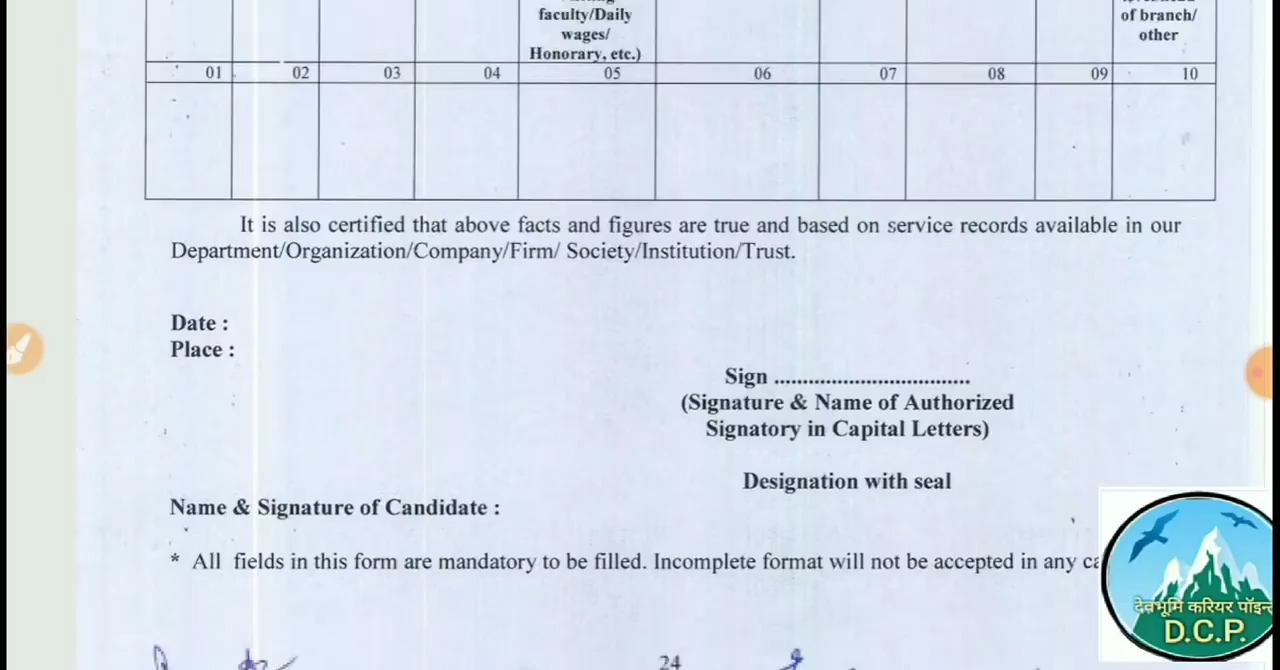 faculty/Daily
wages/
Honorary, etc.)
of branch/
other
01 02 03 04 05 06 07 08 09 10
It is also certified that above facts and figures are true and based on service records available in our
Department/Organization/Company/Firm/ Society/Institution/Trust.
Date :
Place :
Sign ..................................
(Signature & Name of Authorized
Signatory in Capital Letters)
Designation with seal
Name & Signature of Candidate :
* All fields in this form are mandatory to be filled. Incomplete format will not be accepted in any
देवभूमि करियर पॉइन्ट
D.C.P.
24